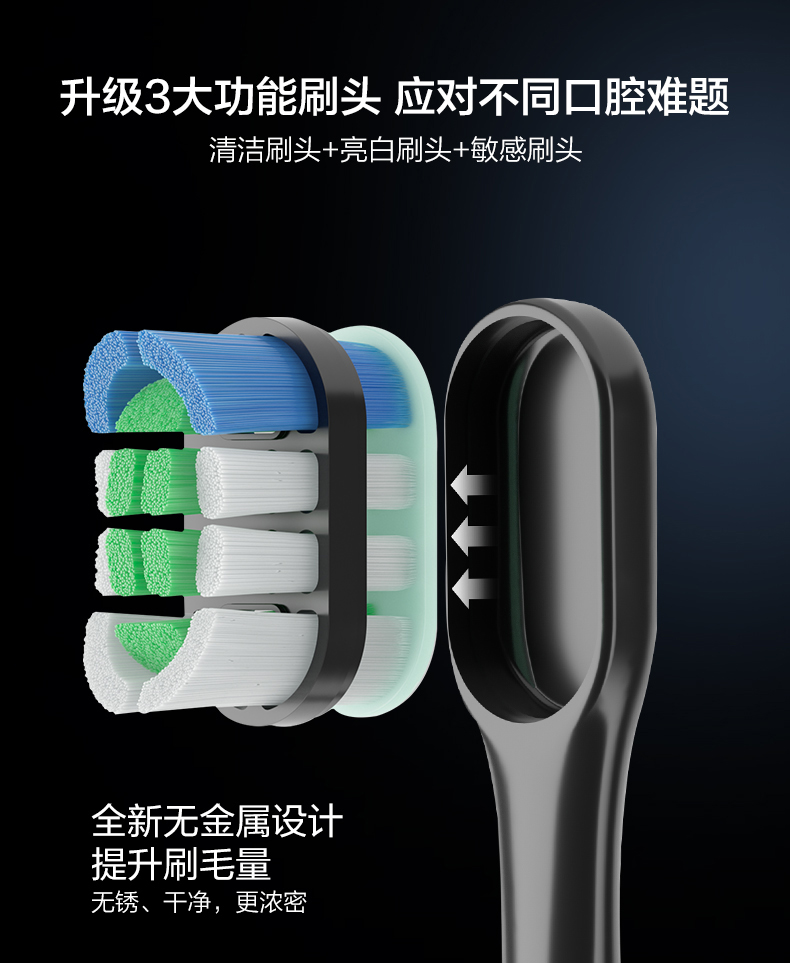 升级3大功能刷头 应对不同口腔难题
清洁刷头+亮白刷头+敏感刷头
全新无金属设计
提升刷毛量
无锈、干净，更浓密